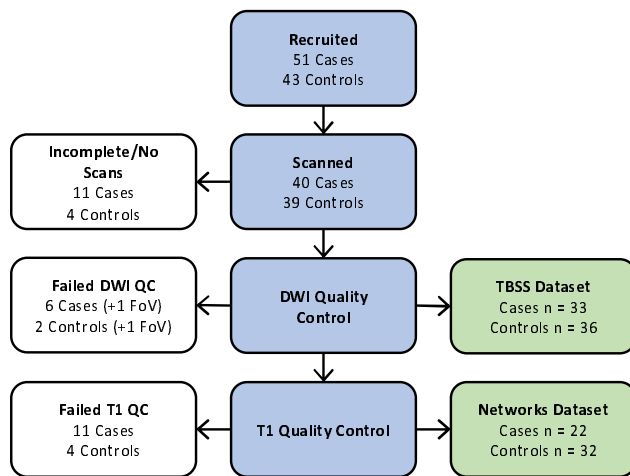 Recruited
51 Cases
43 Controls
Incomplete/No
Scans
11 Cases
4 Controls
Scanned
40 Cases
39 Controls
Failed DWI QC
6 Cases (+1 FoV)
2 Controls (+1 FoV)
DWI Quality
Control
TBSS Dataset
Cases n = 33
Controls n = 36
Failed T1 QC
11 Cases
4 Controls
T1 Quality Control
Networks Dataset
Cases n = 22
Controls n = 32